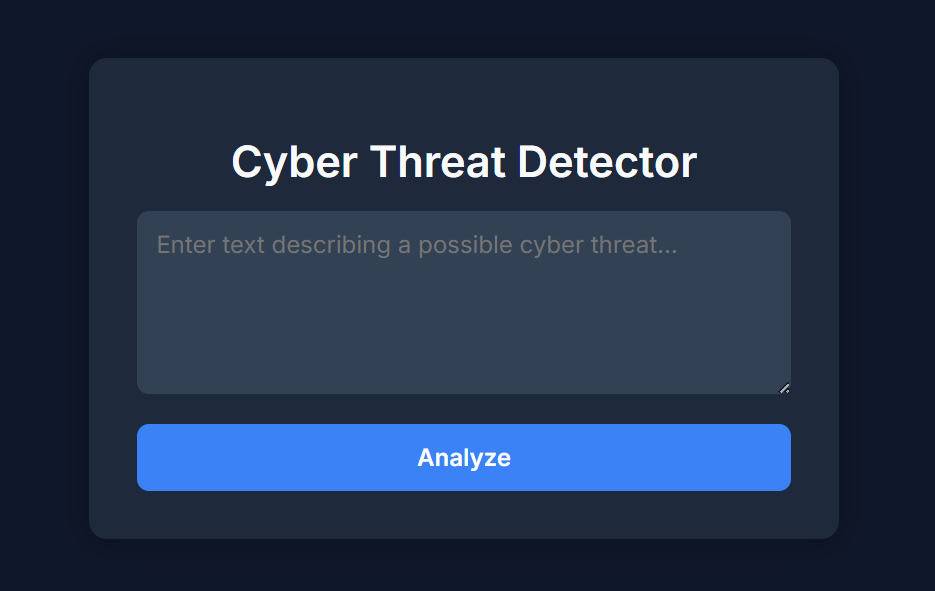 Cyber Threat Detector
Enter text describing a possible cyber threat...
Analyze